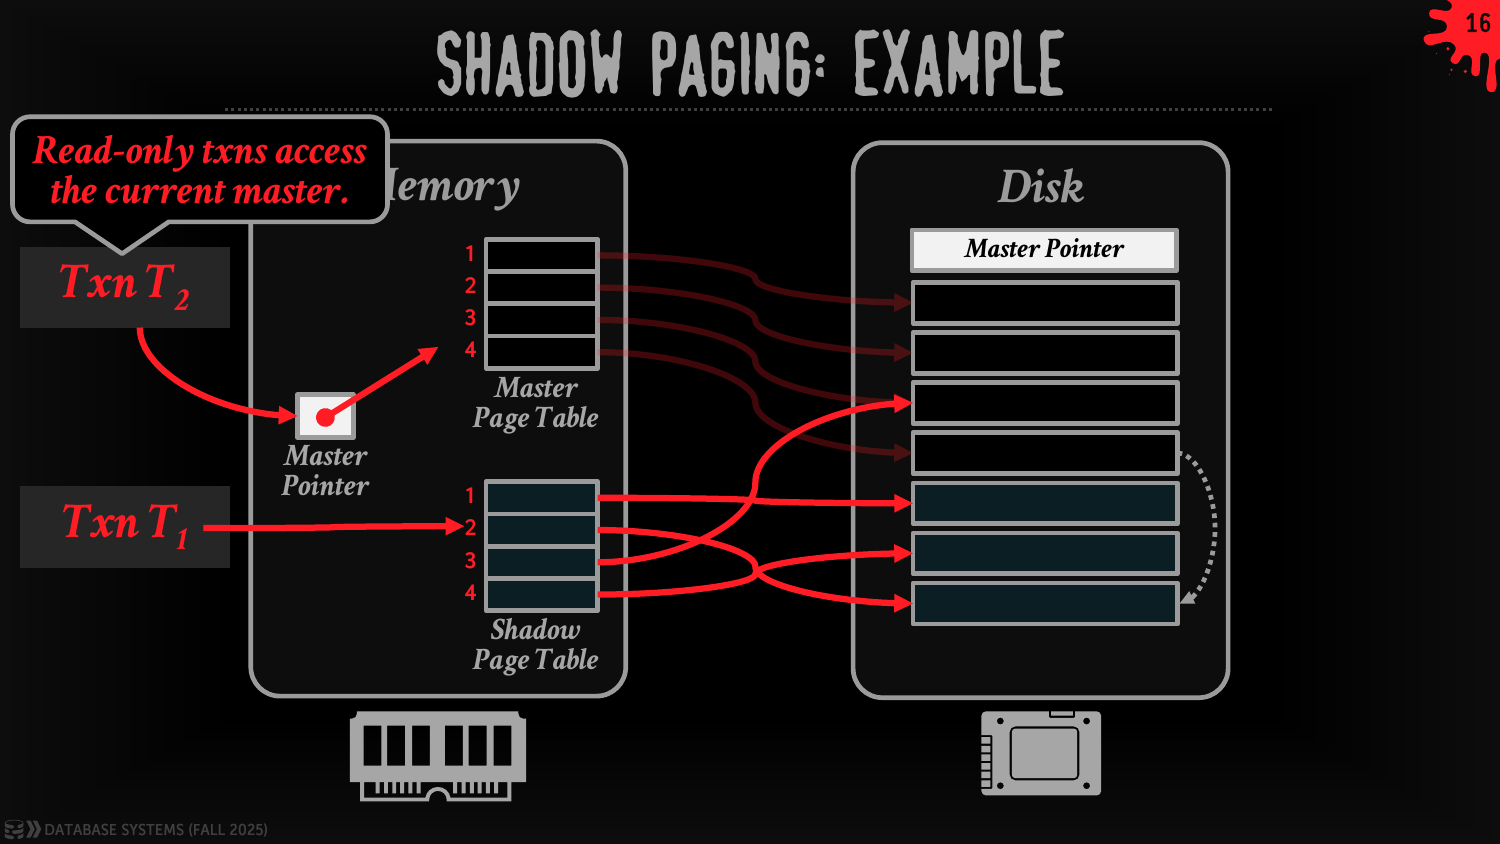 16
SHADOW PAGING: EXAMPLE
Read-only txns access
the current master.
Memory
Disk
Txn T2
Master Pointer
1
2
3
4
Master
Page Table
Master
Pointer
Txn T1
1
2
3
4
Shadow
Page Table
DATABASE SYSTEMS (FALL 2025)